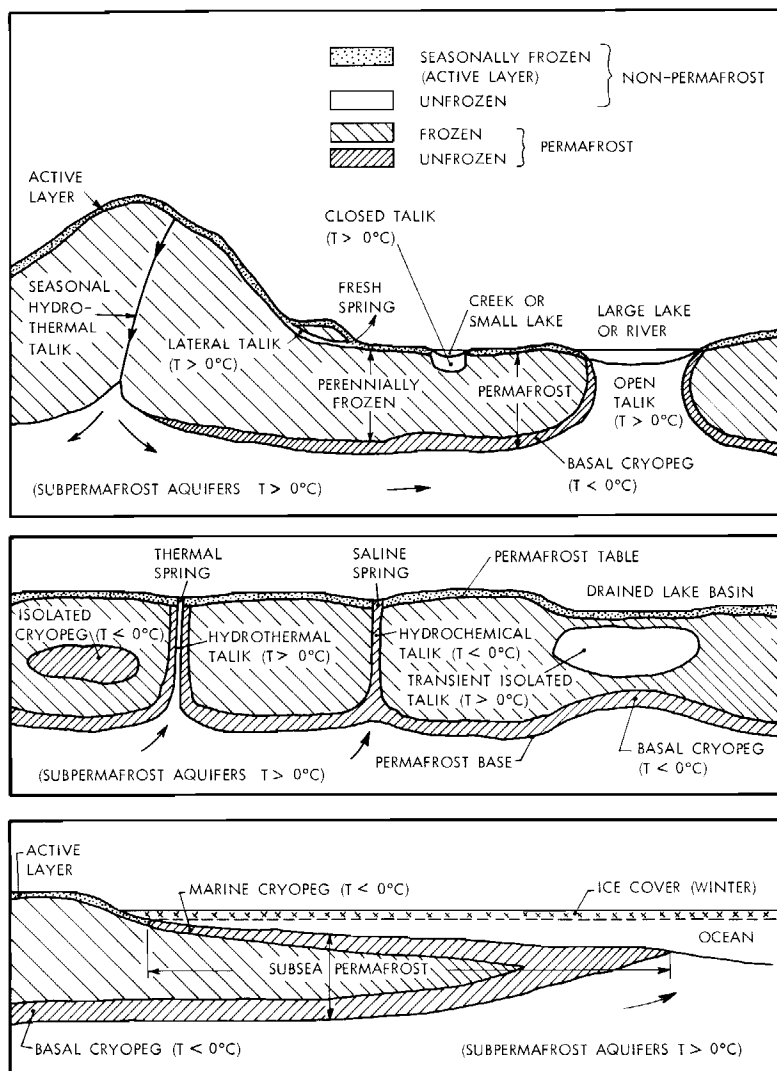 SEASONALLY FROZEN
(ACTIVE LAYER)
NON-PERMAFROST
UNFROZEN
FROZEN
PERMAFROST
UNFROZEN
ACTIVE
LAYER
CLOSED TALIK
(T > 0°C)
SEASONAL
HYDRO-
THERMAL
TALIK
FRESH
SPRING
LATERAL TALIK
(T > 0°C)
CREEK OR
SMALL LAKE
LARGE LAKE
OR RIVER
PERENNIALLY
FROZEN
PERMAFROST
OPEN
TALIK
(T > 0°C)
BASAL CRYOPEG
(T < 0°C)
(SUBPERMAFROST AQUIFERS T > 0°C)
THERMAL
SPRING
SALINE
SPRING
PERMAFROST TABLE
DRAINED LAKE BASIN
ISOLATED
CRYOPEG (T < 0°C)
HYDROTHERMAL
TALIK (T > 0°C)
HYDROCHEMICAL
TALIK (T < 0°C)
TRANSIENT ISOLATED
TALIK (T > 0°C)
BASAL CRYOPEG
(T < 0°C)
PERMAFROST BASE
(SUBPERMAFROST AQUIFERS T > 0°C)
ACTIVE
LAYER
MARINE CRYOPEG (T < 0°C)
ICE COVER (WINTER)
OCEAN
SUBSEA PERMAFROST
BASAL CRYOPEG (T < 0°C)
(SUBPERMAFROST AQUIFERS T > 0°C)